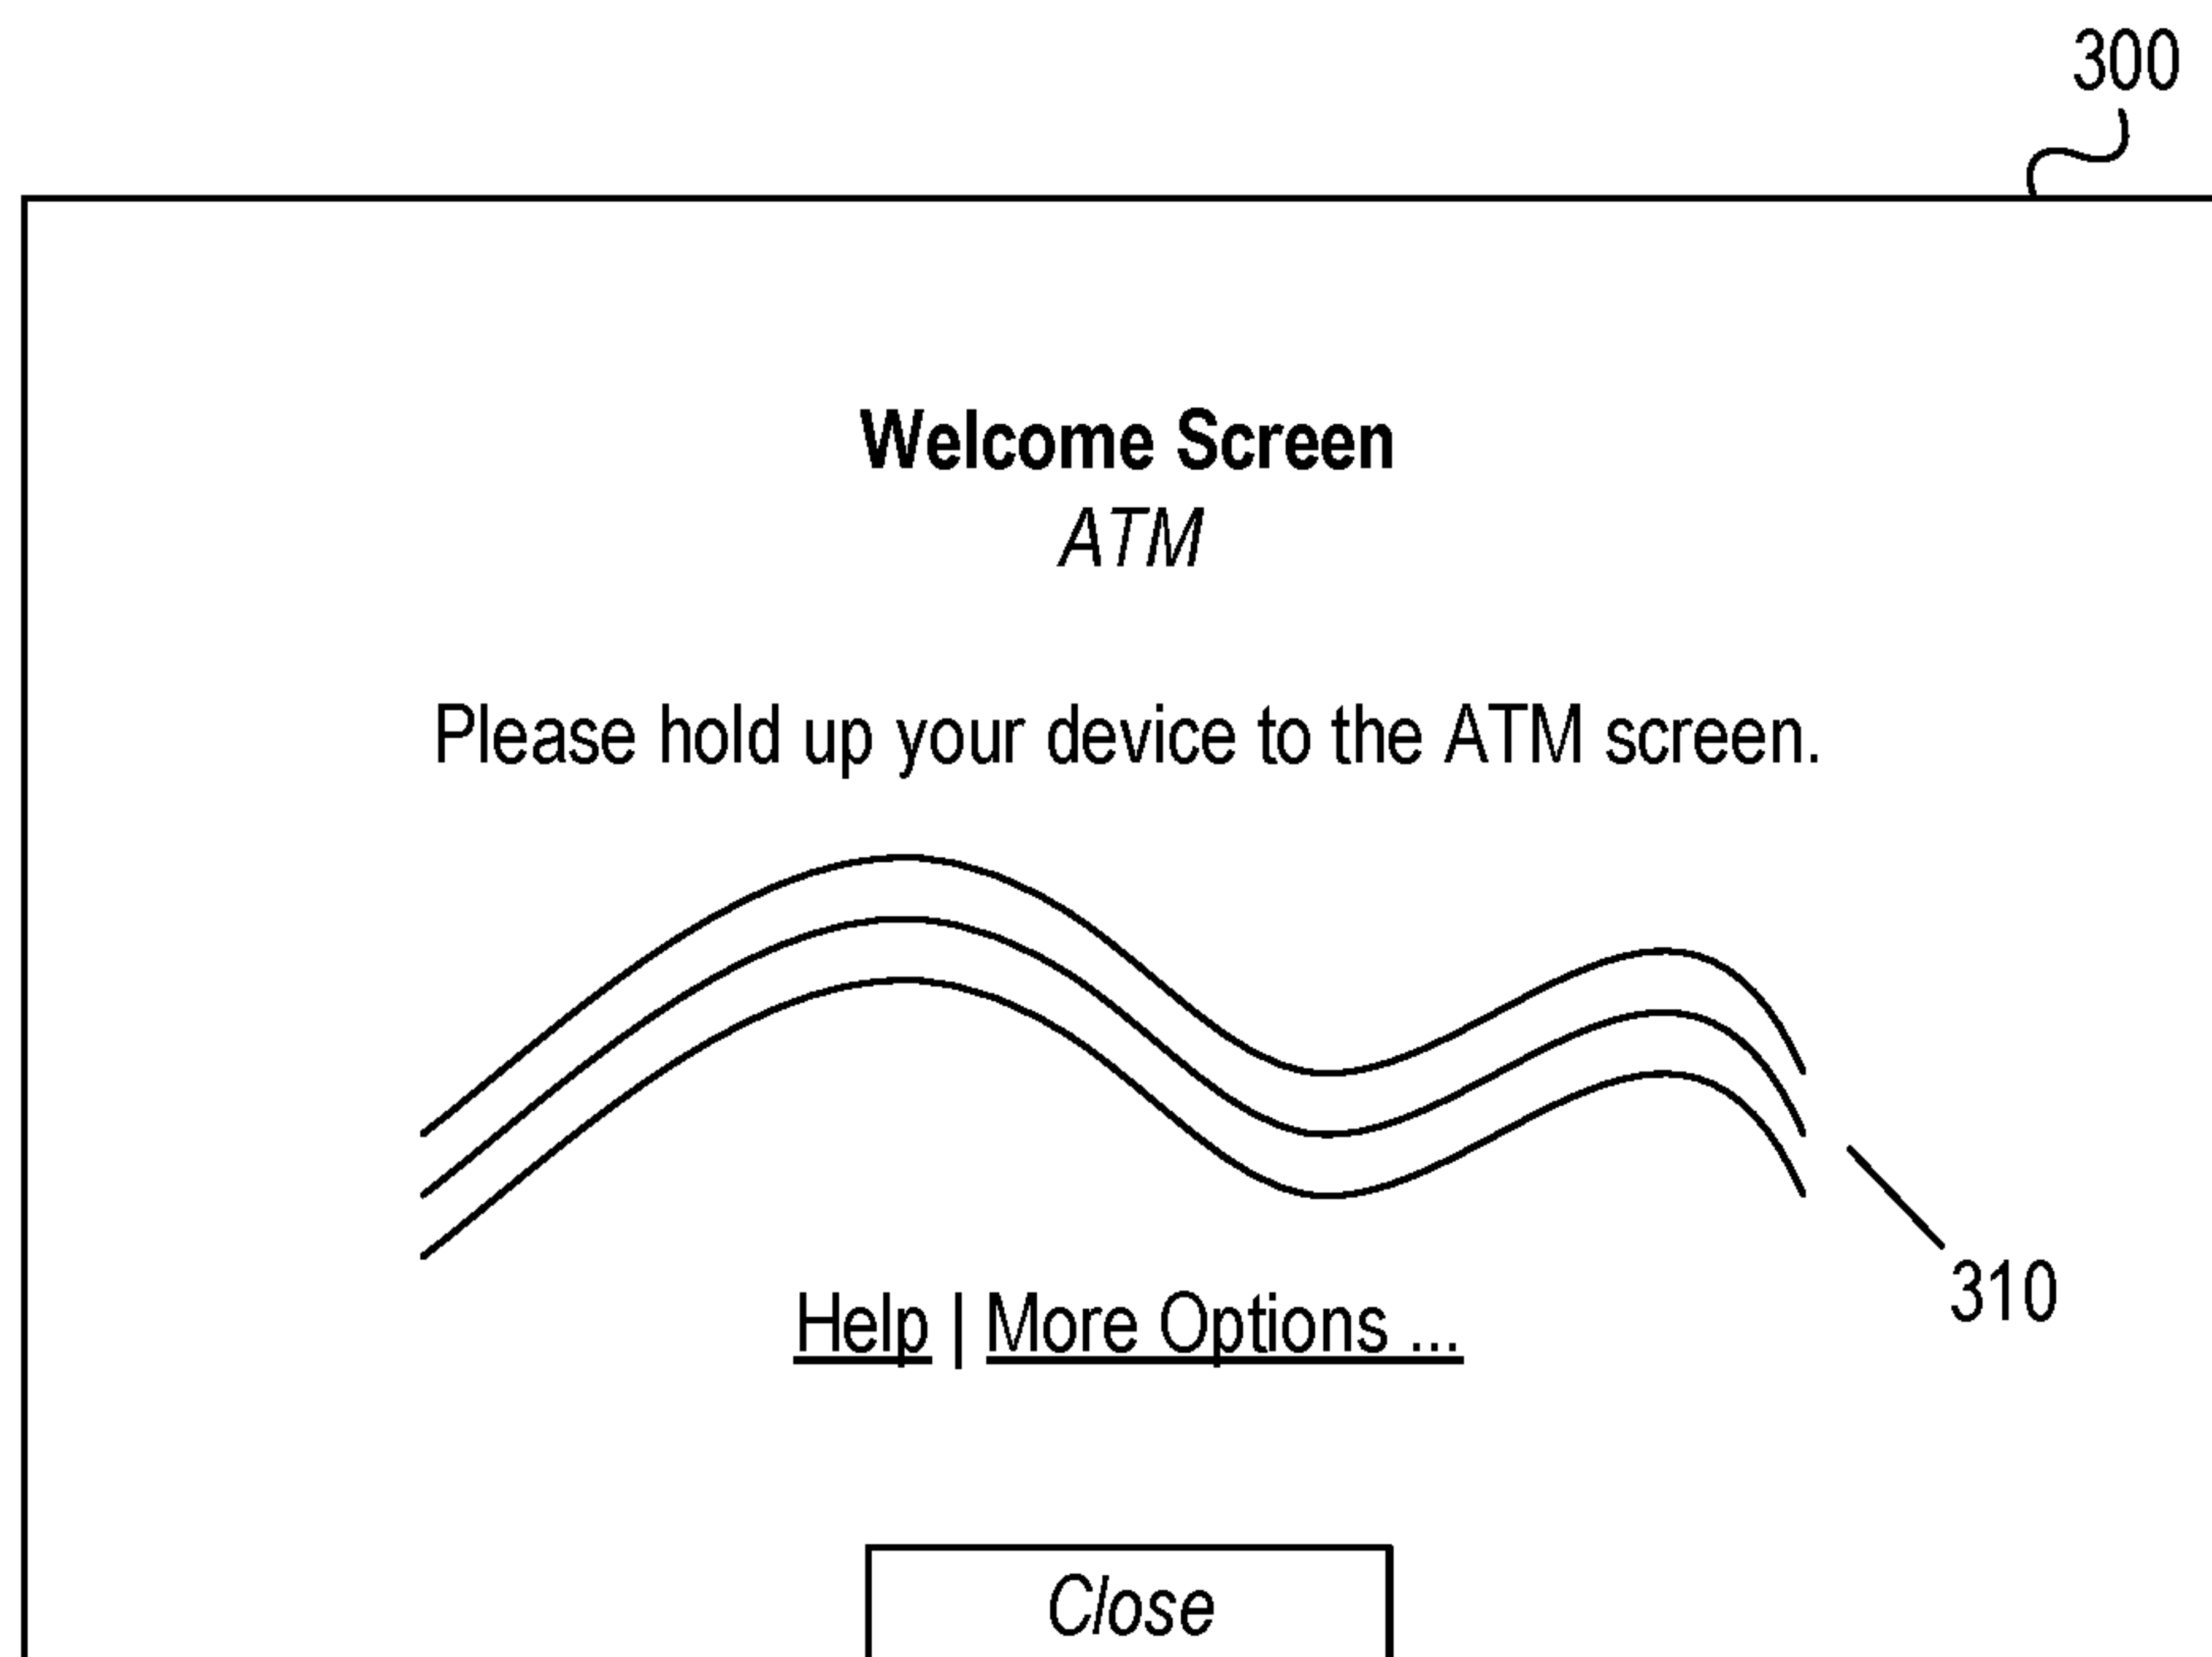 300
Welcome Screen
ATM
Please hold up your device to the ATM screen.
310
Help | More Options ...
Close